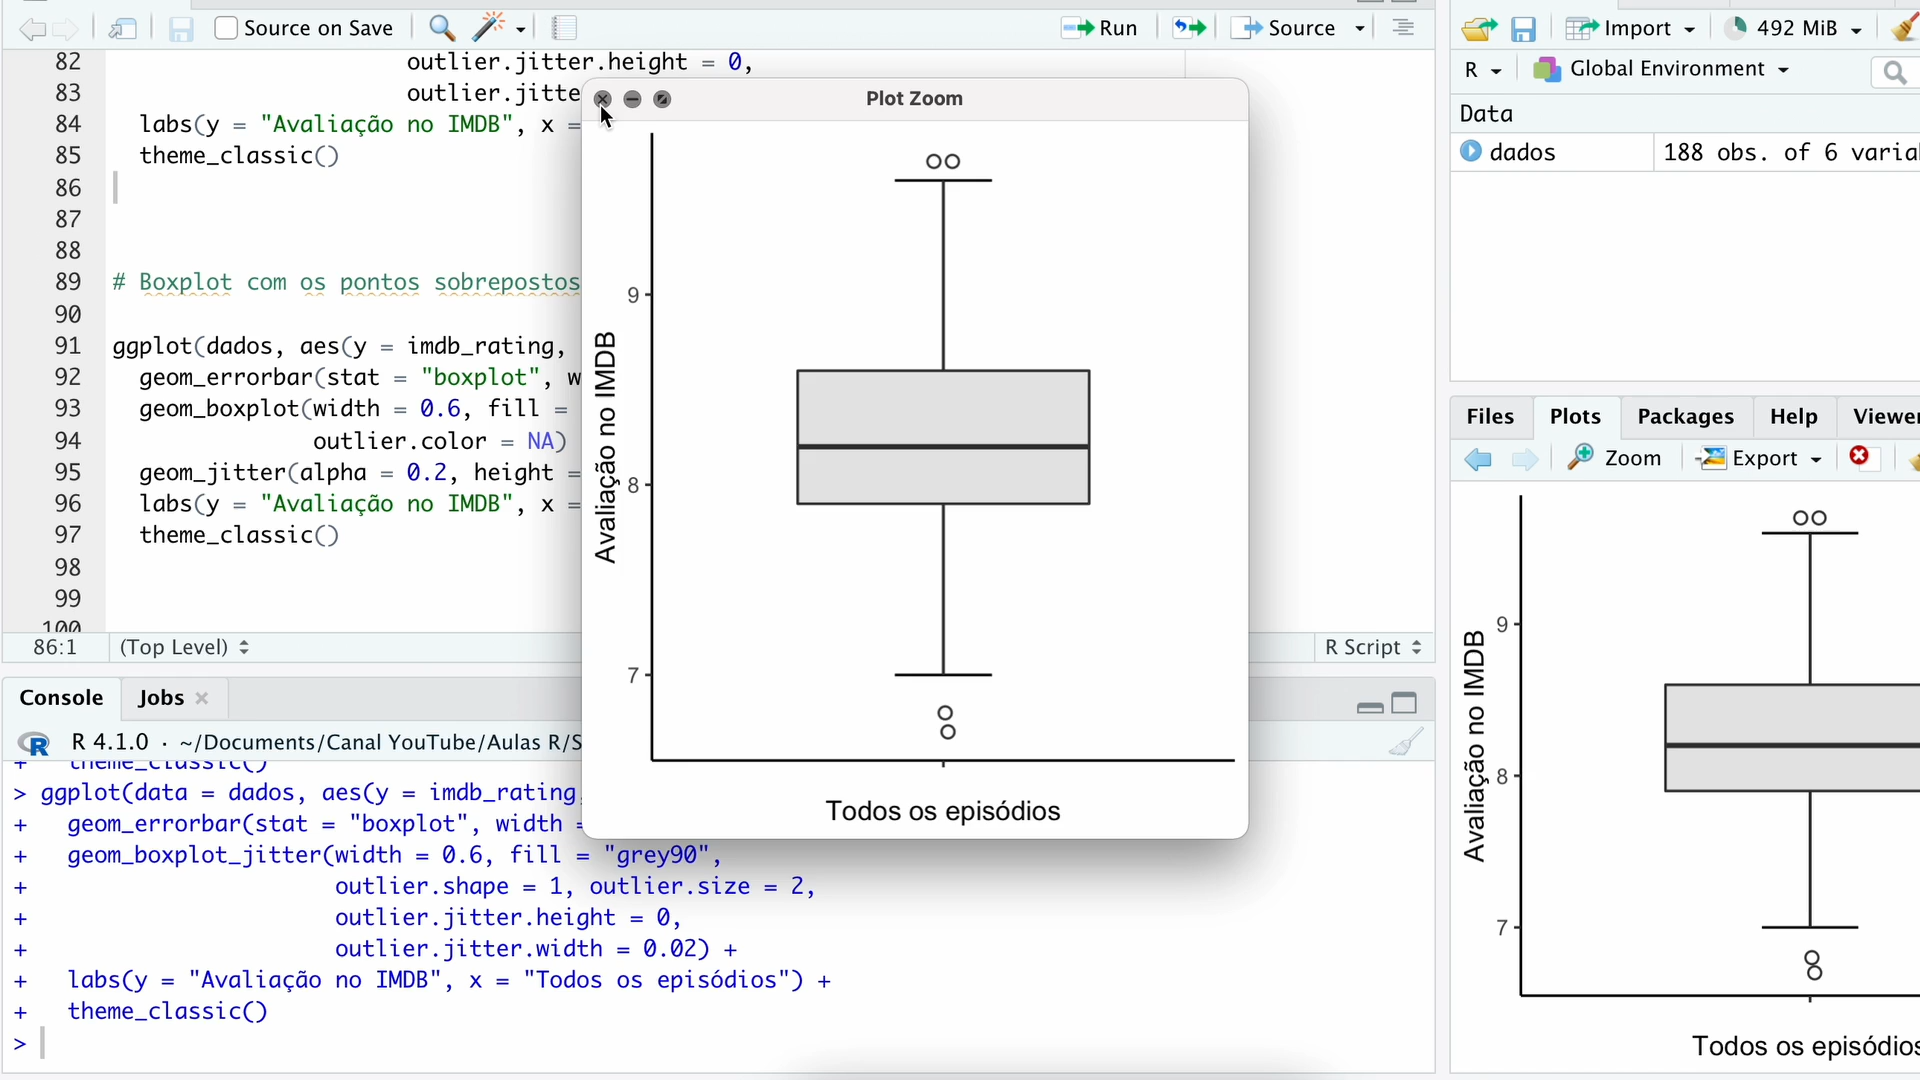 Source on Save
Run
Source
82 outlier.jitter.height = 0,
83 outlier.jitte
84 labs(y = "Avaliação no IMDB", x =
85 theme_classic()
86
87
88
89 # Boxplot com os pontos sobrepostos
90
91 ggplot(dados, aes(y = imdb_rating,
92 geom_errorbar(stat = "boxplot", w
93 geom_boxplot(width = 0.6, fill =
94 outlier.color = NA)
95 geom_jitter(alpha = 0.2, height =
96 labs(y = "Avaliação no IMDB", x =
97 theme_classic()
98
99
100
86:1 (Top Level) R Script
Console Jobs
R 4.1.0 · ~/Documents/Canal YouTube/Aulas R/S
+ theme_classic()
> ggplot(data = dados, aes(y = imdb_rating,
+ geom_errorbar(stat = "boxplot", width =
+ geom_boxplot_jitter(width = 0.6, fill = "grey90",
+ outlier.shape = 1, outlier.size = 2,
+ outlier.jitter.height = 0,
+ outlier.jitter.width = 0.02) +
+ labs(y = "Avaliação no IMDB", x = "Todos os episódios") +
+ theme_classic()
>
Plot Zoom
9
8
7
Avaliação no IMDB
Todos os episódios
Import 492 MiB
R Global Environment
Data
dados 188 obs. of 6 varia
Files Plots Packages Help Viewer
Zoom Export
9
8
7
Avaliação no IMDB
Todos os episódios